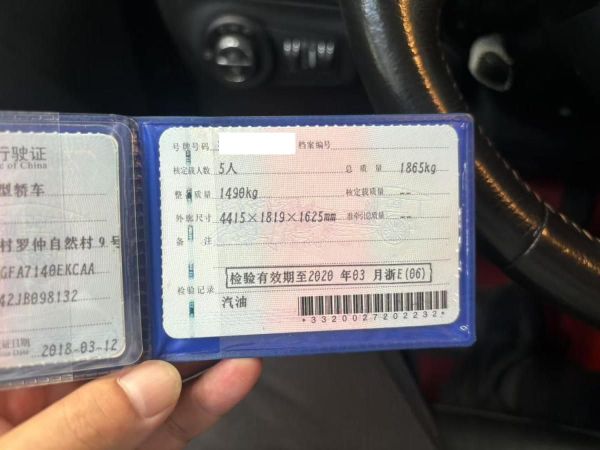 行驶证
of China
型轿车
村罗仲自然村9号
GFA7140EKCAA
42JB098132
证日期
2018-03-12
号牌号码 档案编号
核定载人数 5人 总质量 1865kg
整备质量 1490kg 核定载质量 --
外廓尺寸 4415×1819×1625mm 准牵引总质量 --
备注
检验有效期至2020年03月浙E(06)
检验记录
汽油
*3320027202232*